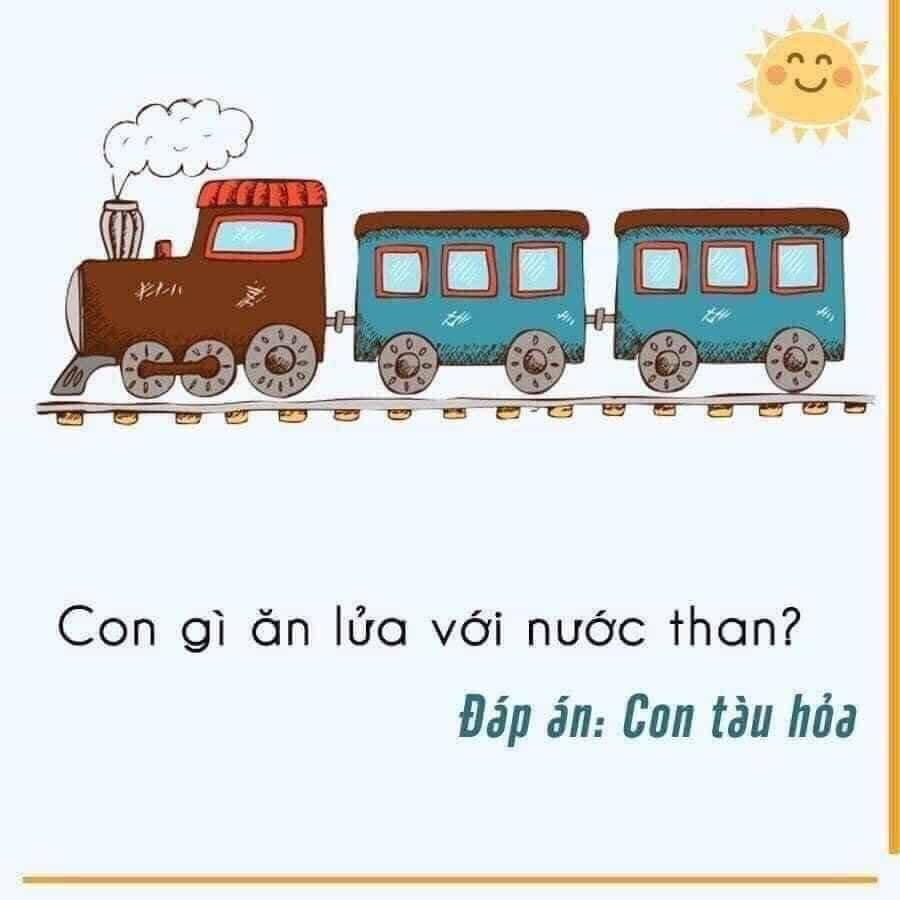 Con gì ăn lửa với nước than?
Đáp án: Con tàu hỏa